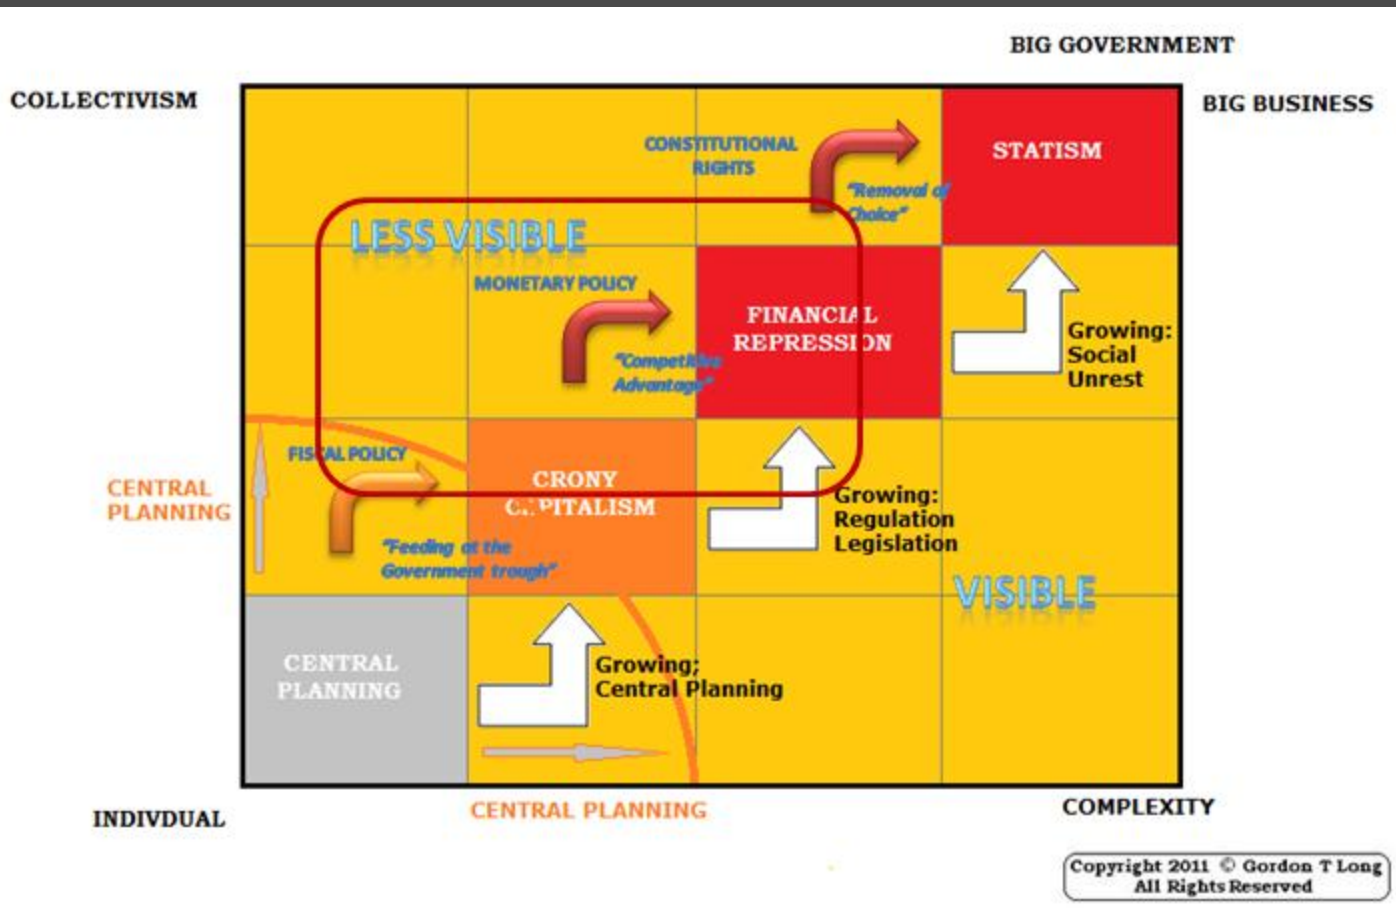 BIG GOVERNMENT
COLLECTIVISM
BIG BUSINESS
CONSTITUTIONAL
RIGHTS
STATISM
"Removal of
Choice"
LESS VISIBLE
MONETARY POLICY
FINANCIAL
REPRESSION
"Competitive
Advantage"
Growing:
Social
Unrest
FISCAL POLICY
CENTRAL
PLANNING
CRONY
CAPITALISM
Growing:
Regulation
Legislation
"Feeding at the
Government trough"
VISIBLE
CENTRAL
PLANNING
Growing;
Central Planning
INDIVDUAL
CENTRAL PLANNING
COMPLEXITY
Copyright 2011 © Gordon T Long
All Rights Reserved